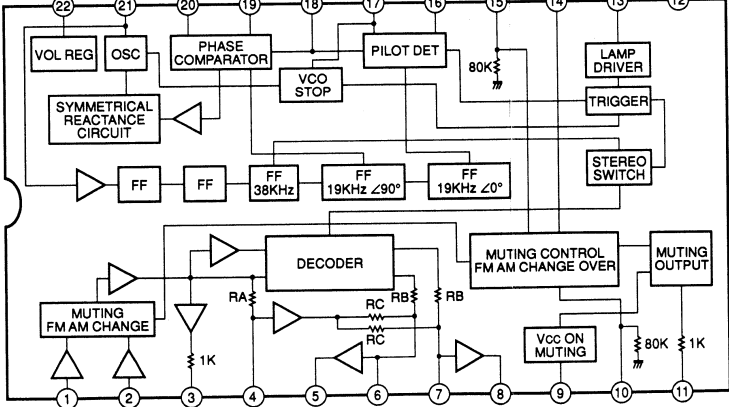 22 21 20 19 18 17 16 15 14 13 12
VOL REG
OSC
PHASE
COMPARATOR
PILOT DET
80K
LAMP
DRIVER
VCO
STOP
TRIGGER
SYMMETRICAL
REACTANCE
CIRCUIT
STEREO
SWITCH
FF
FF
FF
38KHz
FF
19KHz ∠90°
FF
19KHz ∠0°
DECODER
MUTING CONTROL
FM AM CHANGE OVER
MUTING
OUTPUT
RA
RB
RB
RC
RC
MUTING
FM AM CHANGE
1K
VCC ON
MUTING
80K
1K
1 2 3 4 5 6 7 8 9 10 11